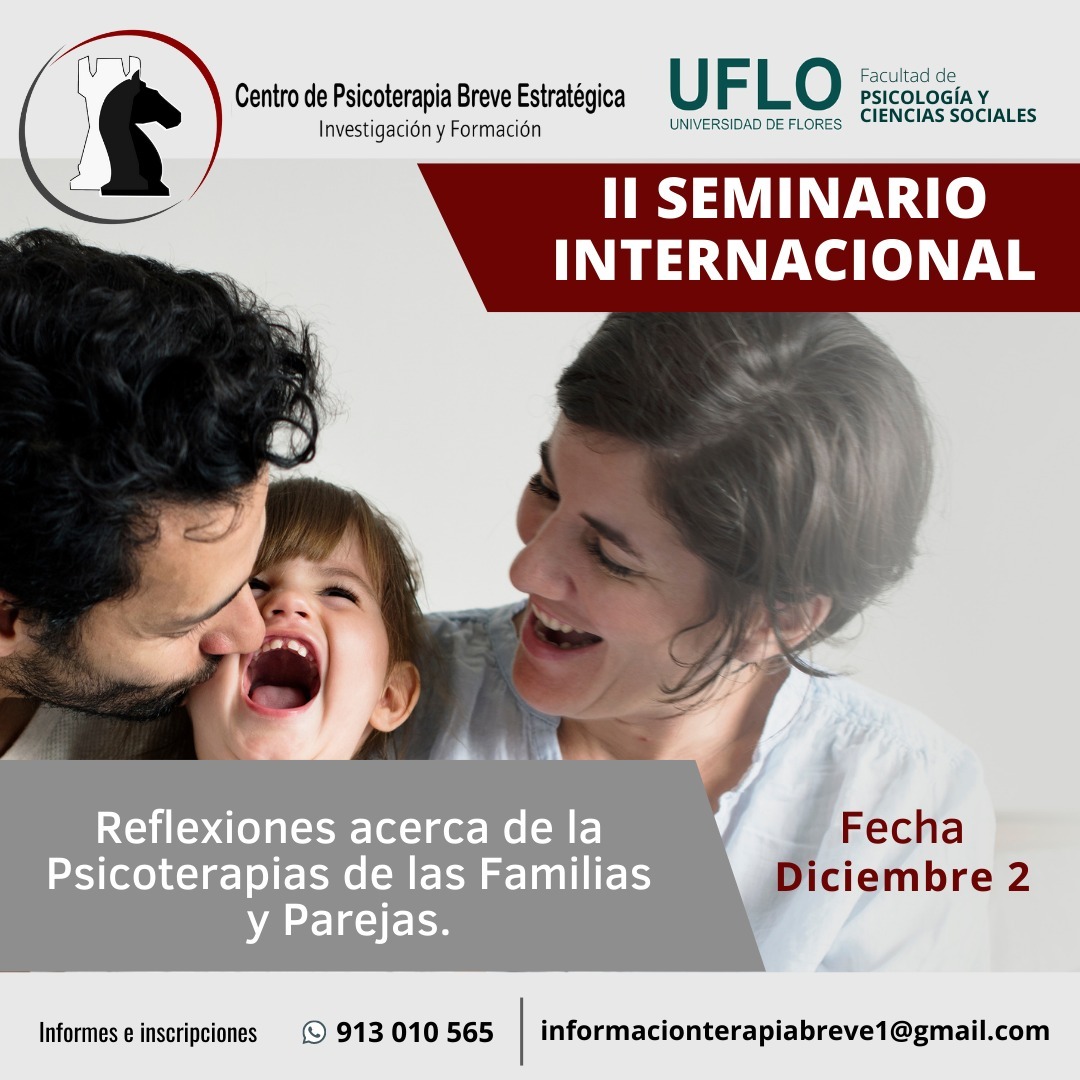 Centro de Psicoterapia Breve Estratégica
Investigación y Formación
UFLO
UNIVERSIDAD DE FLORES
Facultad de
PSICOLOGÍA Y
CIENCIAS SOCIALES
II SEMINARIO
INTERNACIONAL
Reflexiones acerca de la
Psicoterapias de las Familias
y Parejas.
Fecha
Diciembre 2
Informes e inscripciones
913 010 565
informacionterapiabreve1@gmail.com